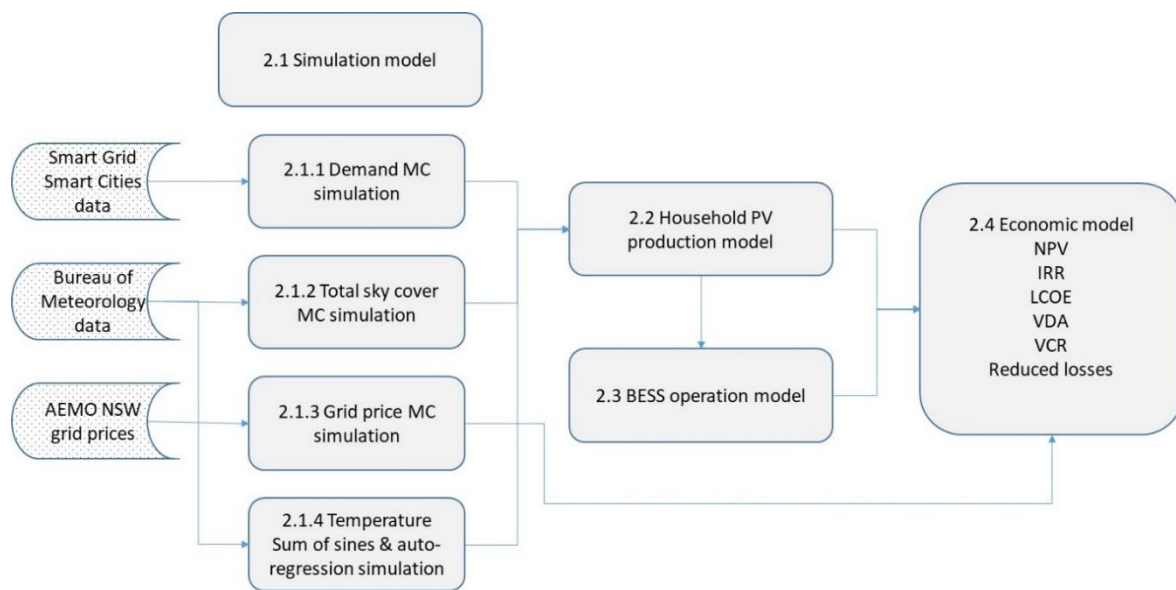 2.1 Simulation model
Smart Grid
Smart Cities
data
2.1.1 Demand MC
simulation
Bureau of
Meteorology
data
2.1.2 Total sky cover
MC simulation
AEMO NSW
grid prices
2.1.3 Grid price MC
simulation
2.1.4 Temperature
Sum of sines & auto-
regression simulation
2.2 Household PV
production model
2.3 BESS operation model
2.4 Economic model
NPV
IRR
LCOE
VDA
VCR
Reduced losses